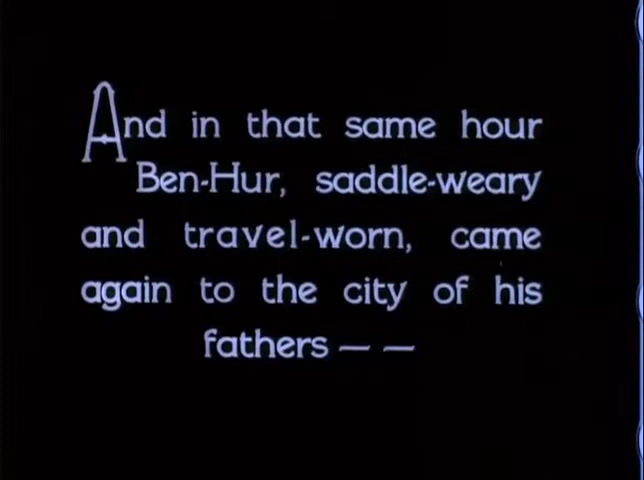 And in that same hour
Ben-Hur, saddle-weary
and travel-worn, came
again to the city of his
fathers — —